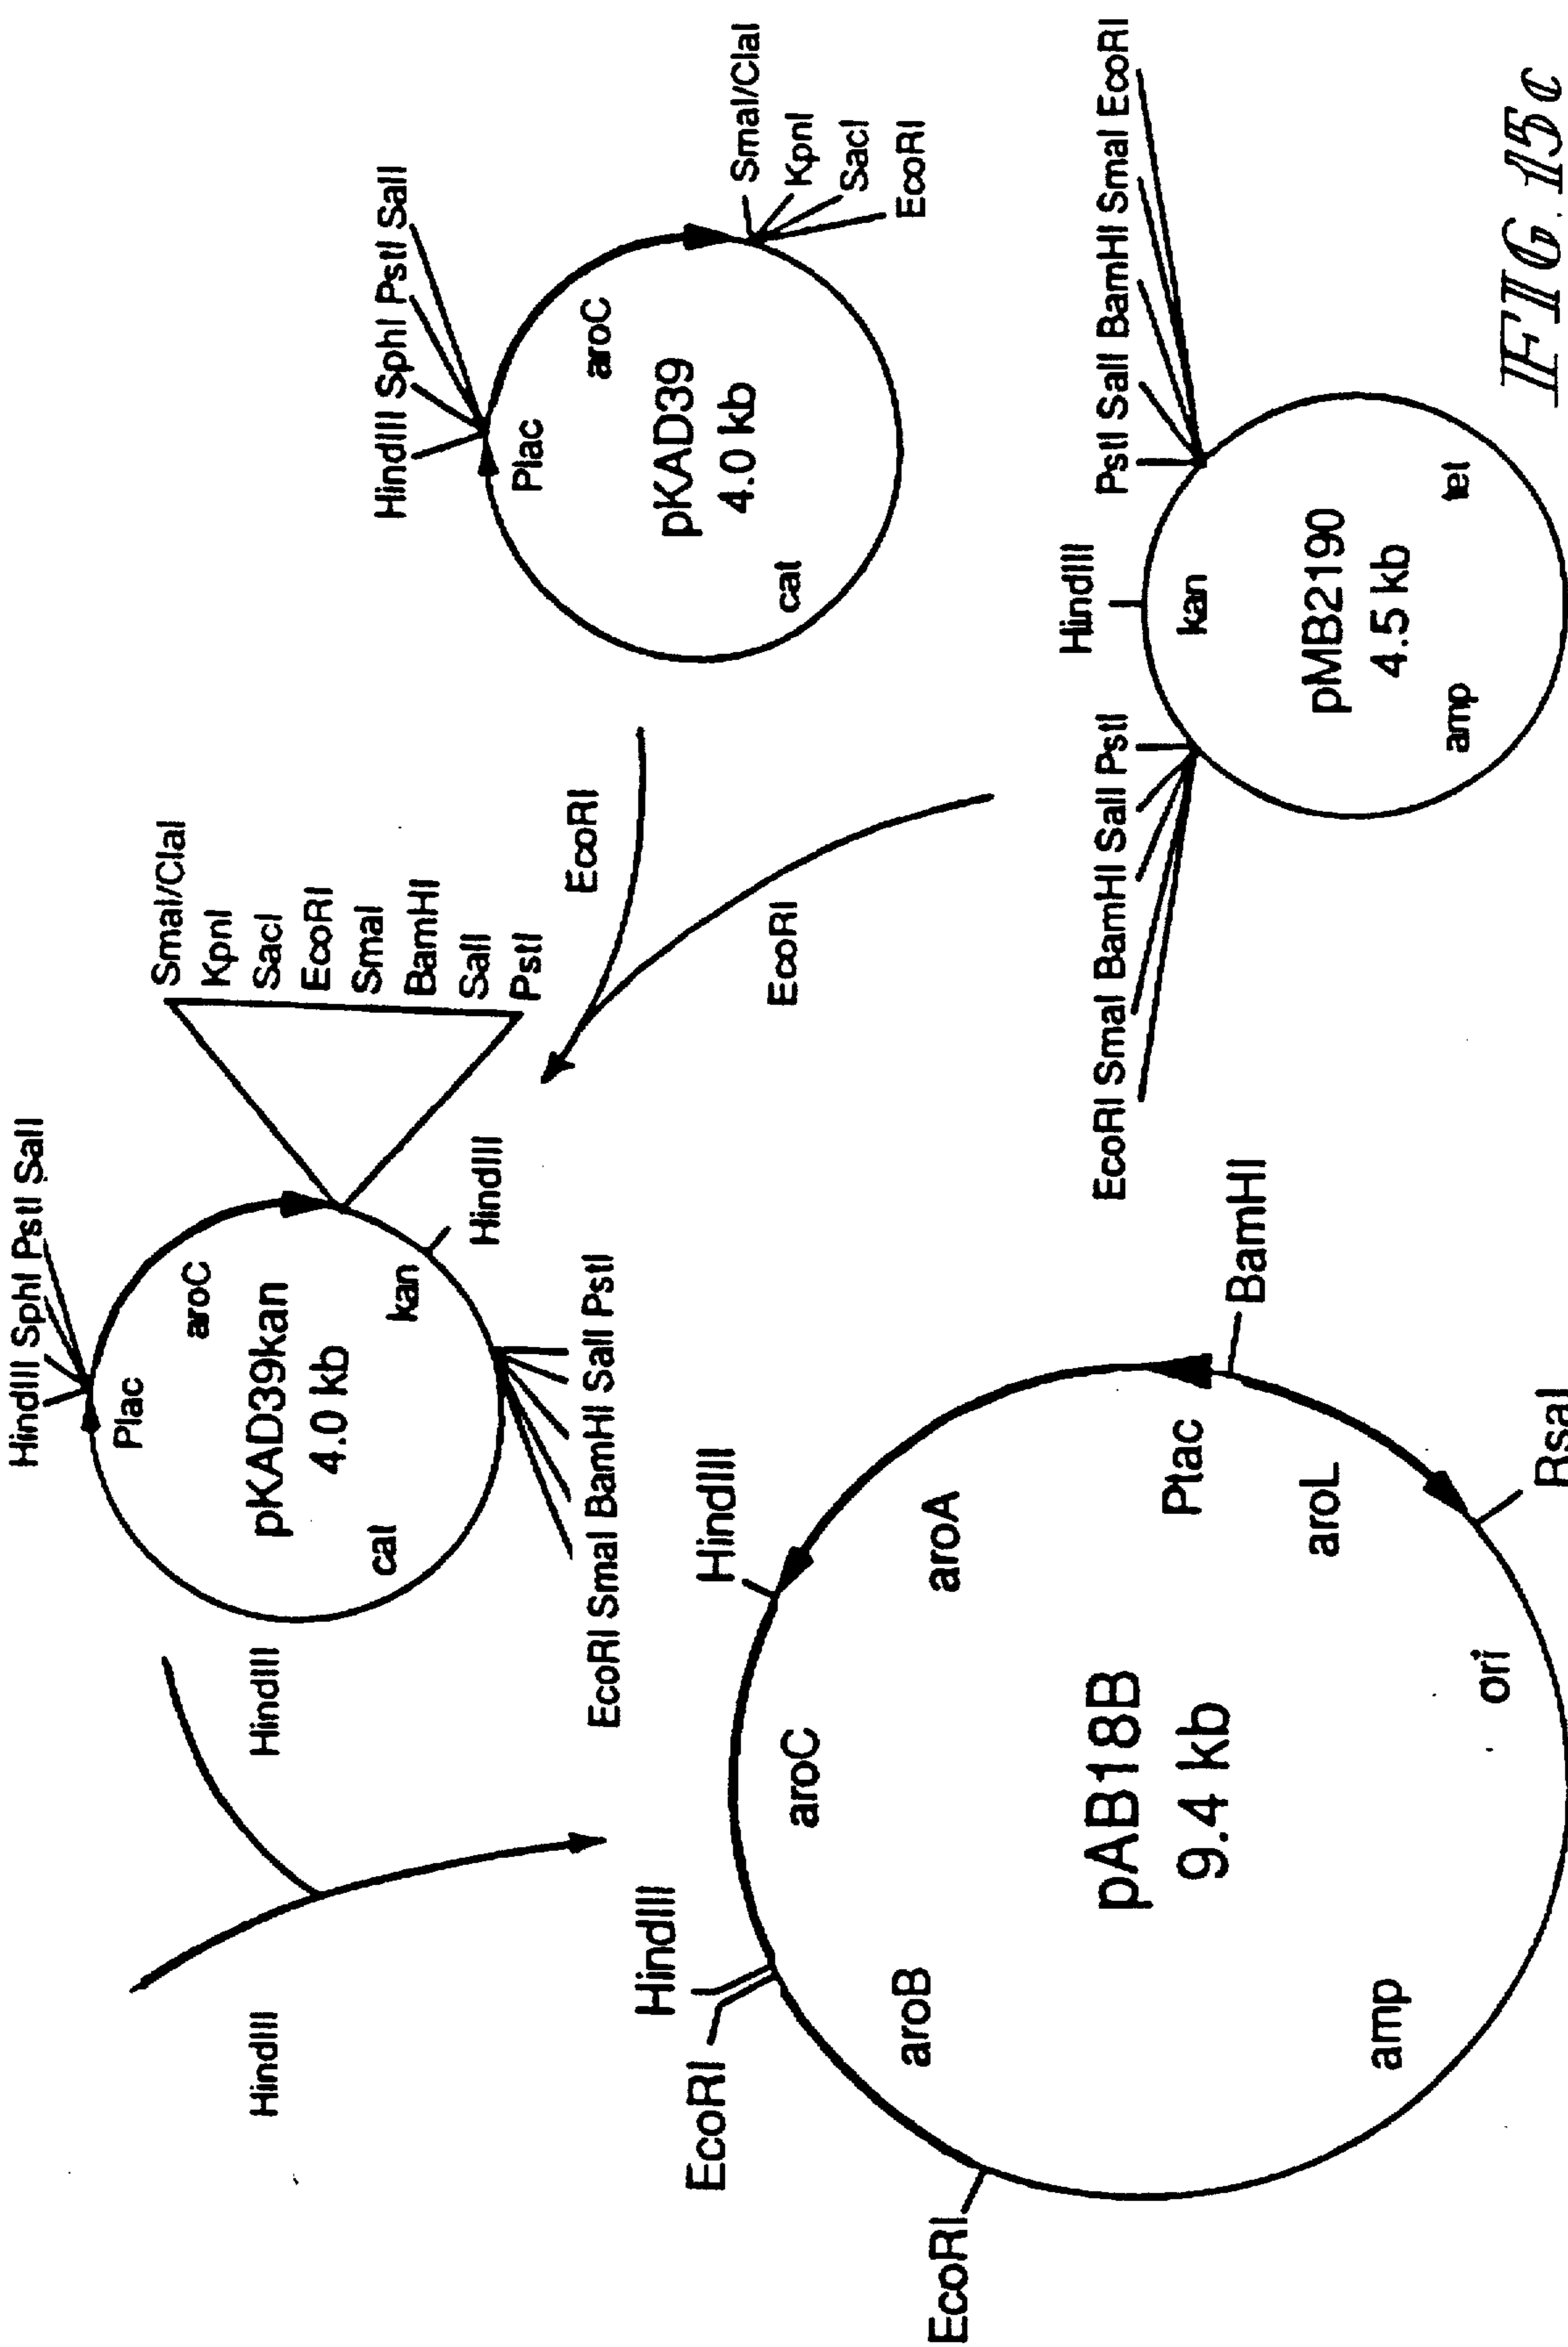 HindIII SphI PstI SalI
Plac
aroC
pKAD39kan
4.0 kb
cat
kan
HindIII
SmaI/ClaI
KpnI
SacI
EcoRI
SmaI
BamHI
SalI
PstI
EcoRI SmaI BamHI SalI PstI
HindIII
HindIII
HindIII SphI PstI SalI
Plac
aroC
pKAD39
4.0 kb
cat
SmaI/ClaI
KpnI
SacI
EcoRI
EcoRI
EcoRI
EcoRI
HindIII
HindIII
aroB
aroC
aroA
pAB18B
9.4 kb
Ptac
aroL
BamHI
EcoRI
amp
ori
RsaI
EcoRI SmaI BamHI SalI PstI
HindIII
PstI SalI BamHI SmaI EcoRI
kan
pMB2190
4.5 kb
amp
tet
FIG. 15c